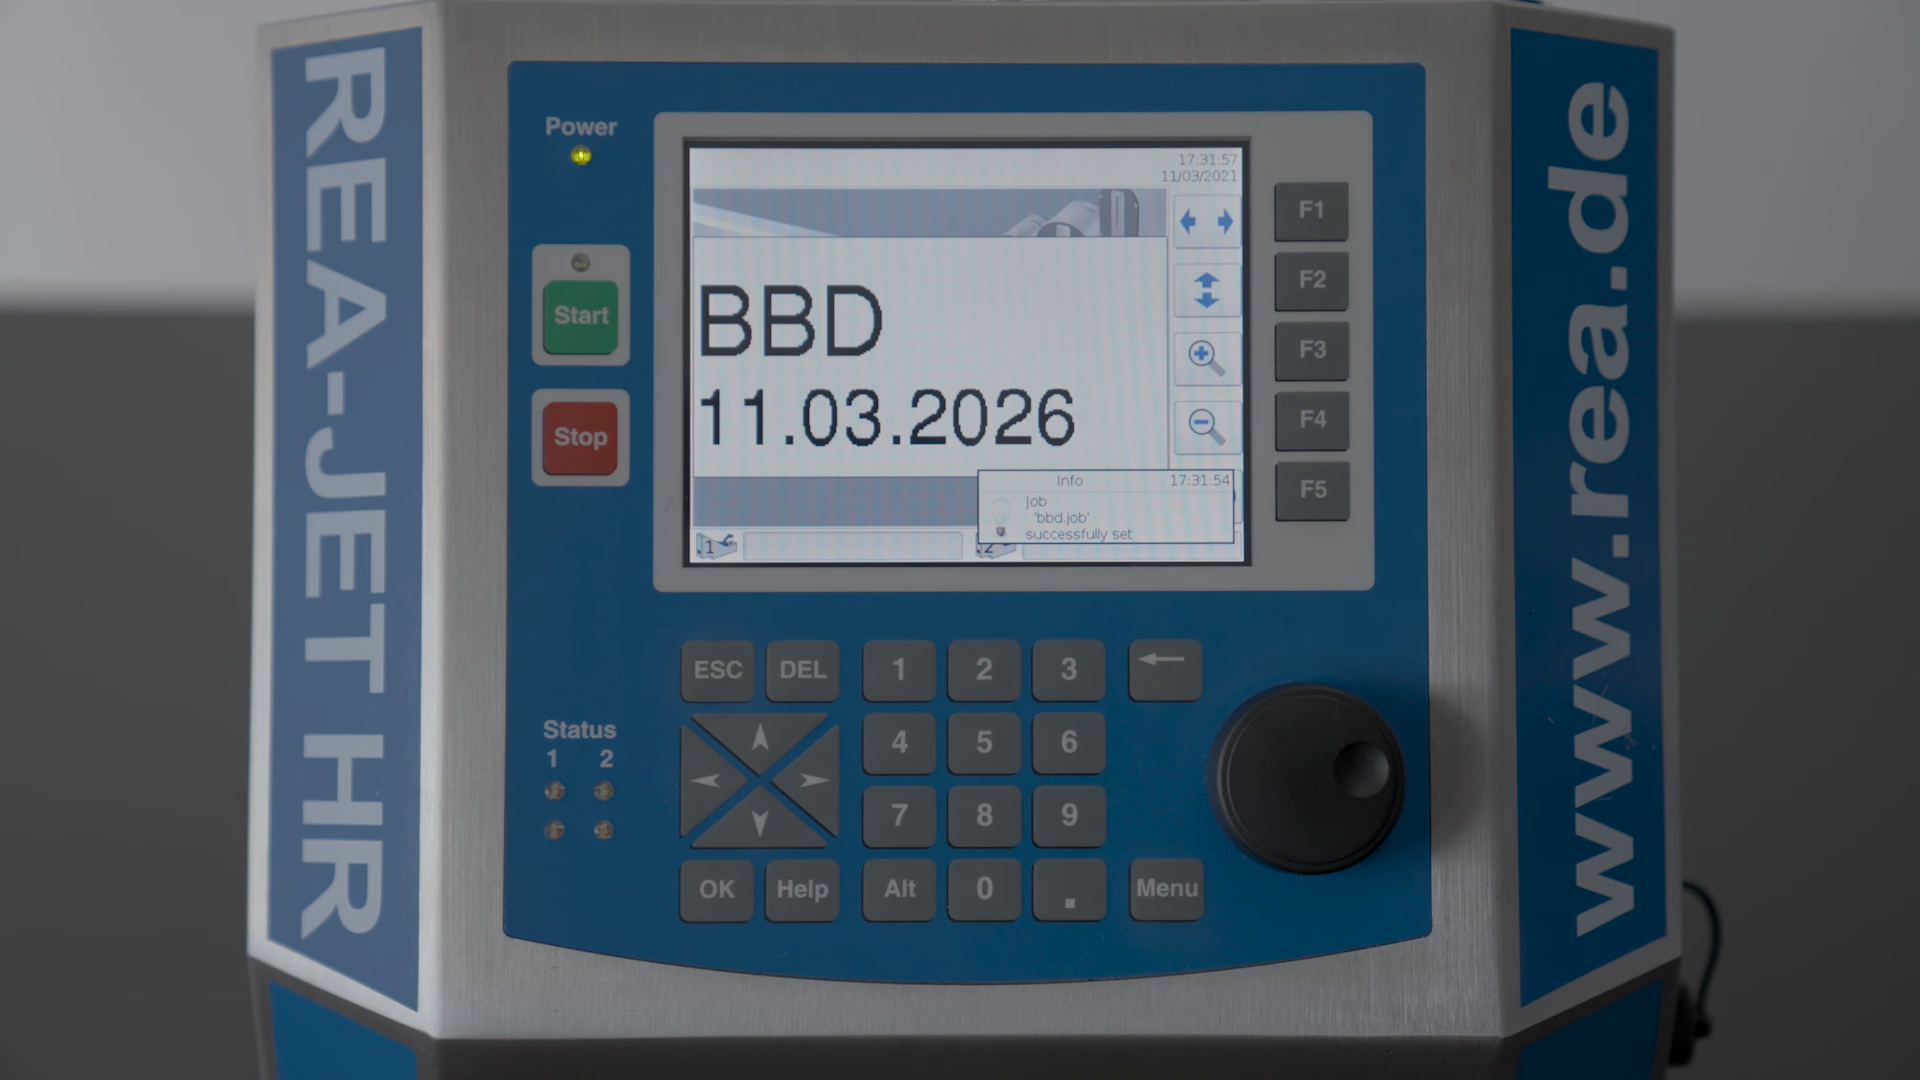 REA-JET HR
www.rea.de
Power
Start
Stop
17:31:57
11/03/2021
BBD
11.03.2026
Info 17:31:54
Job
'bbd.job'
successfully set
1
2
F1
F2
F3
F4
F5
ESC DEL 1 2 3
4 5 6
7 8 9
OK Help Alt 0 . Menu
Status
1 2